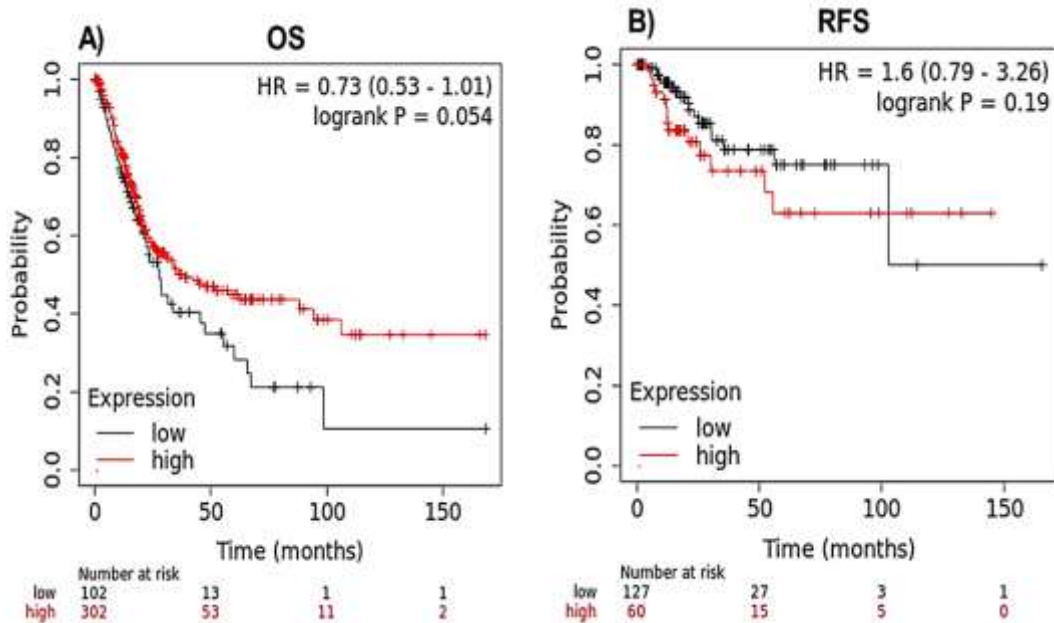 A) OS
HR = 0.73 (0.53 - 1.01)
logrank P = 0.054
Probability
1.0
0.8
0.6
0.4
0.2
0.0
Expression
low
high
0 50 100 150
Time (months)
Number at risk
low 102 13 1 1
high 302 53 11 2
B) RFS
HR = 1.6 (0.79 - 3.26)
logrank P = 0.19
Probability
1.0
0.8
0.6
0.4
0.2
0.0
Expression
low
high
0 50 100 150
Time (months)
Number at risk
low 127 27 3 1
high 60 15 5 0